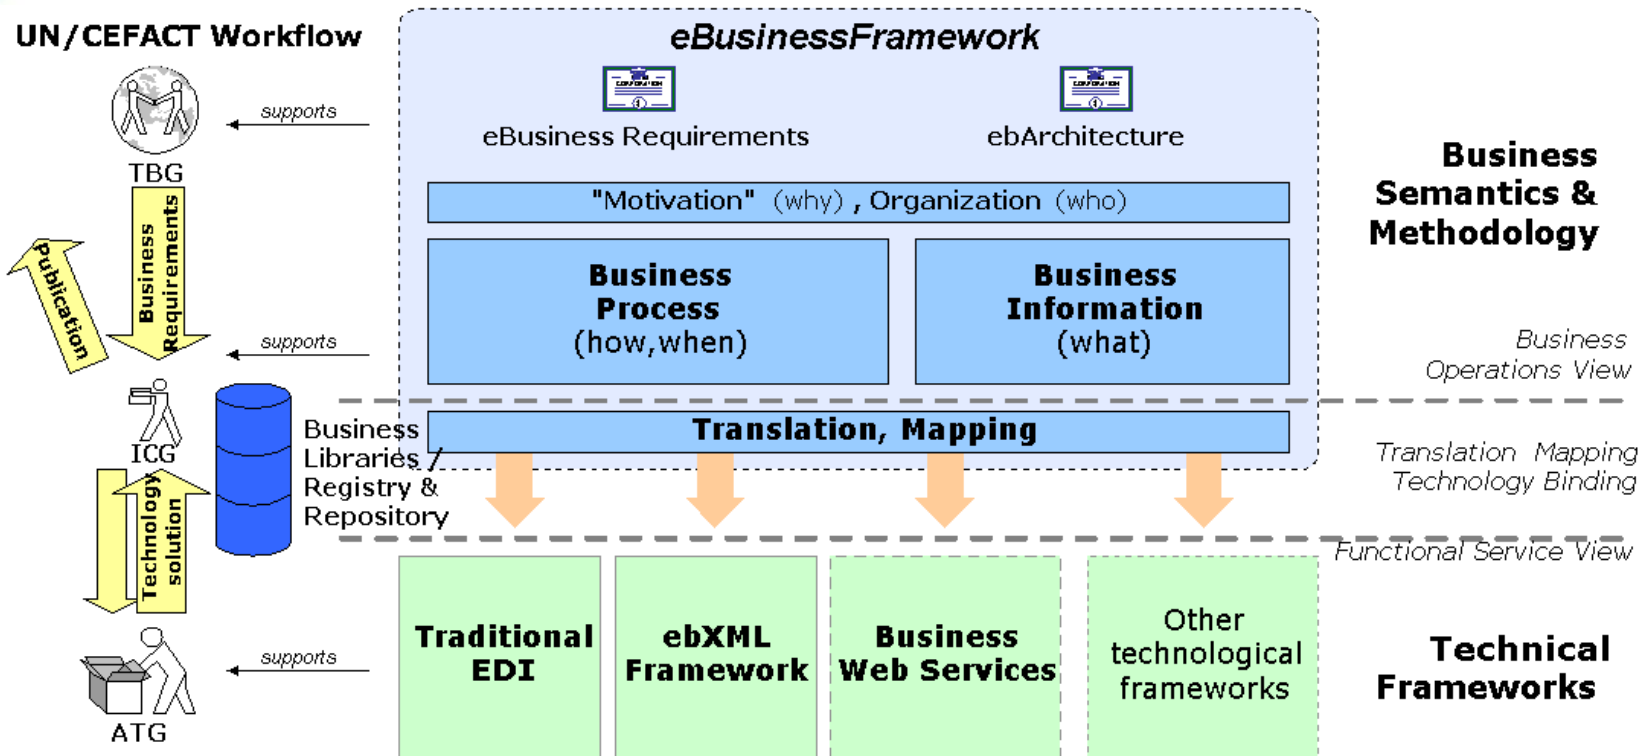 UN/CEFACT Workflow
eBusinessFramework
CORPORATION
CORPORATION
supports
eBusiness Requirements
ebArchitecture
TBG
Business
Semantics &
Methodology
"Motivation" (why) , Organization (who)
Publication
Business
Requirements
Business
Process
(how,when)
Business
Information
(what)
supports
Business
Operations View
ICG
Business
Libraries /
Registry &
Repository
Translation, Mapping
Translation Mapping
Technology Binding
Technology
solution
Functional Service View
Traditional
EDI
ebXML
Framework
Business
Web Services
Other
technological
frameworks
Technical
Frameworks
supports
ATG